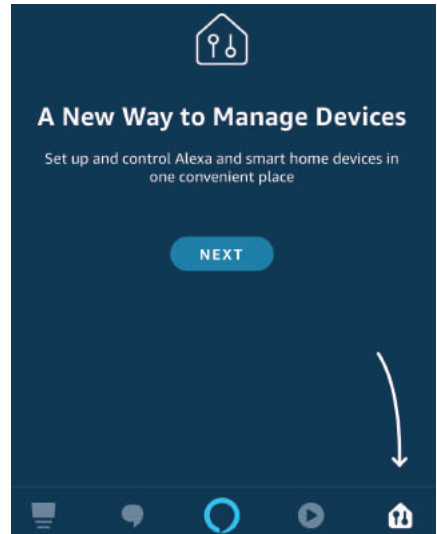 A New Way to Manage Devices
Set up and control Alexa and smart home devices in
one convenient place
NEXT